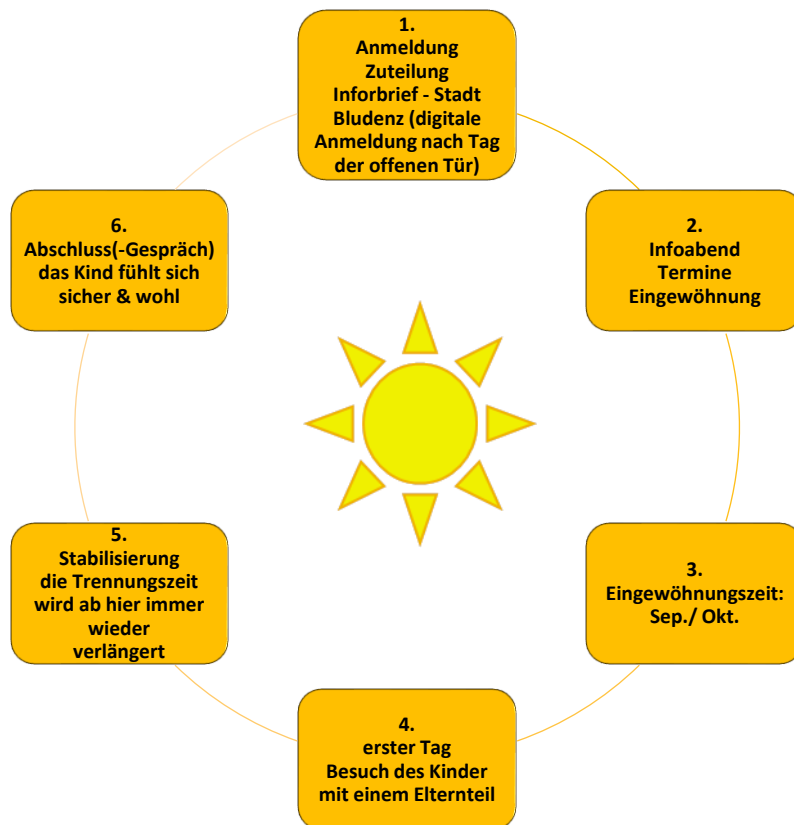 1.
Anmeldung
Zuteilung
Inforbrief - Stadt
Bludenz (digitale
Anmeldung nach Tag
der offenen Tür)
2.
Infoabend
Termine
Eingewöhnung
3.
Eingewöhnungszeit:
Sep./ Okt.
4.
erster Tag
Besuch des Kinder
mit einem Elternteil
5.
Stabilisierung
die Trennungszeit
wird ab hier immer
wieder
verlängert
6.
Abschluss(-Gespräch)
das Kind fühlt sich
sicher & wohl